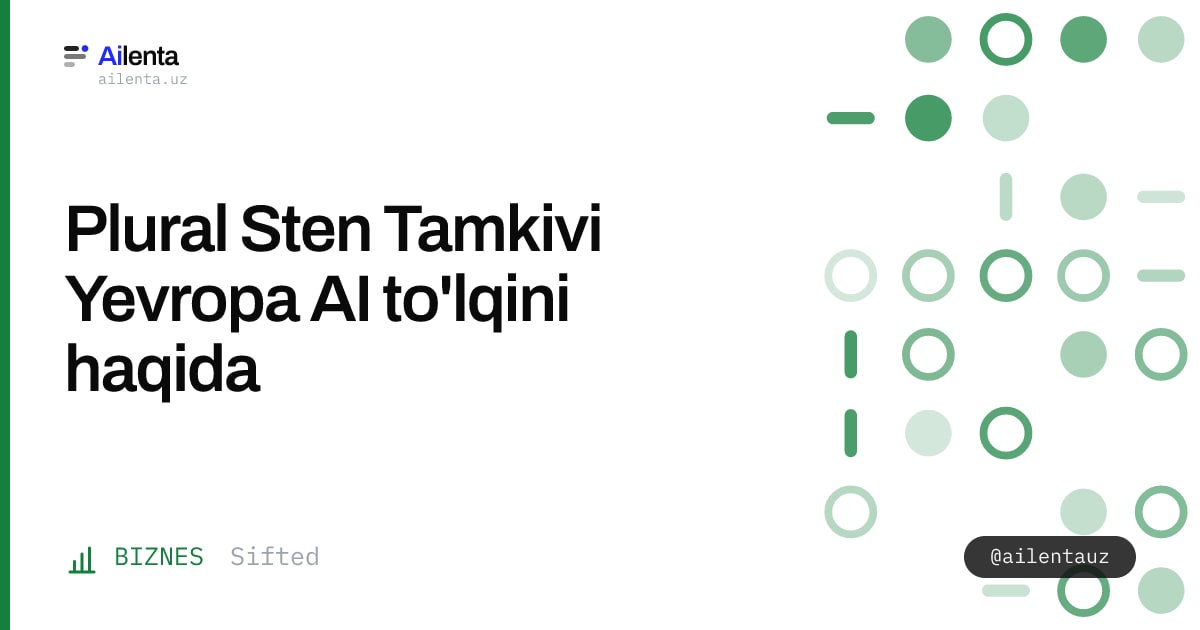 Ailenta
ailenta.uz
Plural Sten Tamkivi
Yevropa AI to'lqini
haqida
BIZNES Sifted
@ailentauz